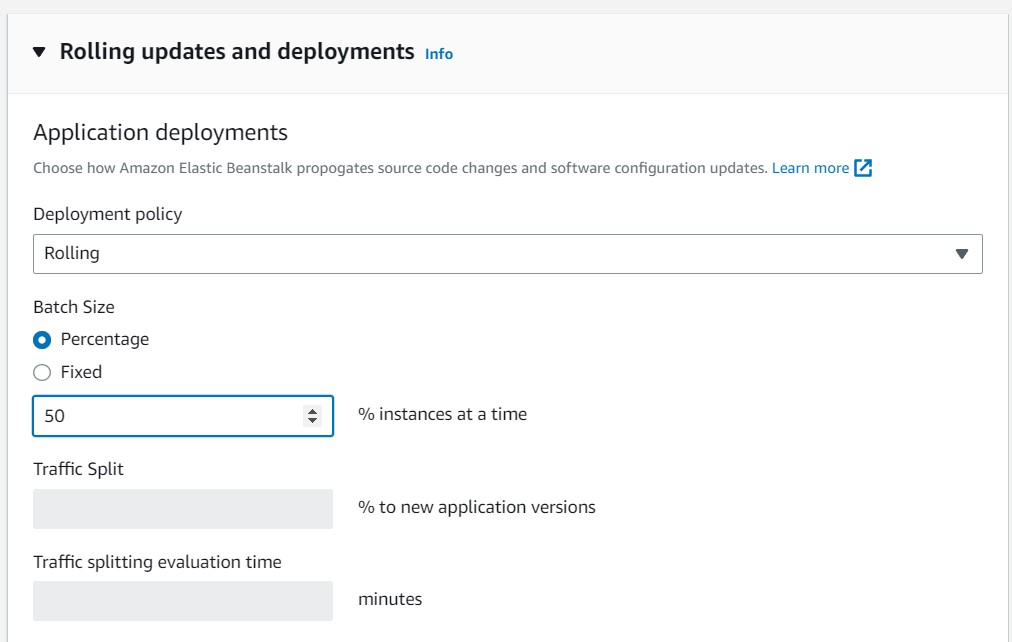 Rolling updates and deployments Info
Application deployments
Choose how Amazon Elastic Beanstalk propogates source code changes and software configuration updates. Learn more
Deployment policy
Rolling
Batch Size
Percentage
Fixed
50 % instances at a time
Traffic Split
% to new application versions
Traffic splitting evaluation time
minutes